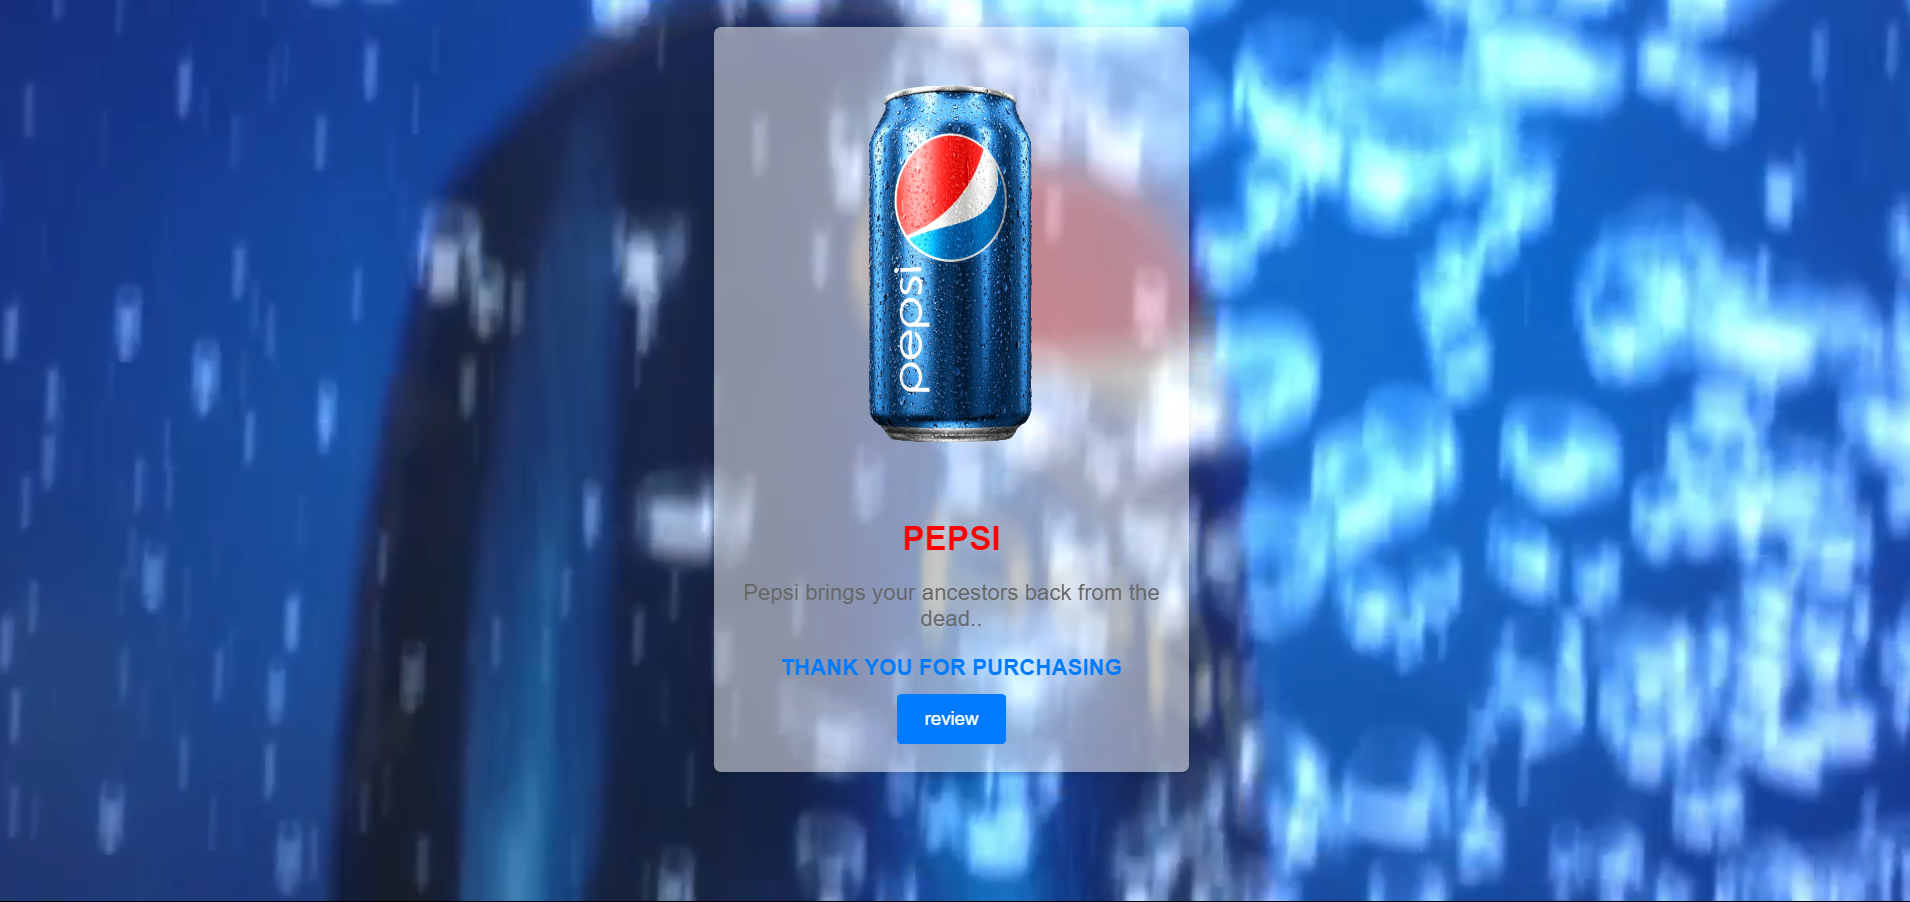 pepsi
PEPSI
Pepsi brings your ancestors back from the
dead..
THANK YOU FOR PURCHASING
review